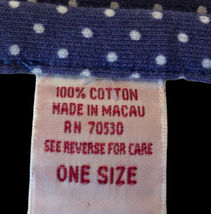 100% COTTON
MADE IN MACAU
RN 70530
SEE REVERSE FOR CARE
ONE SIZE